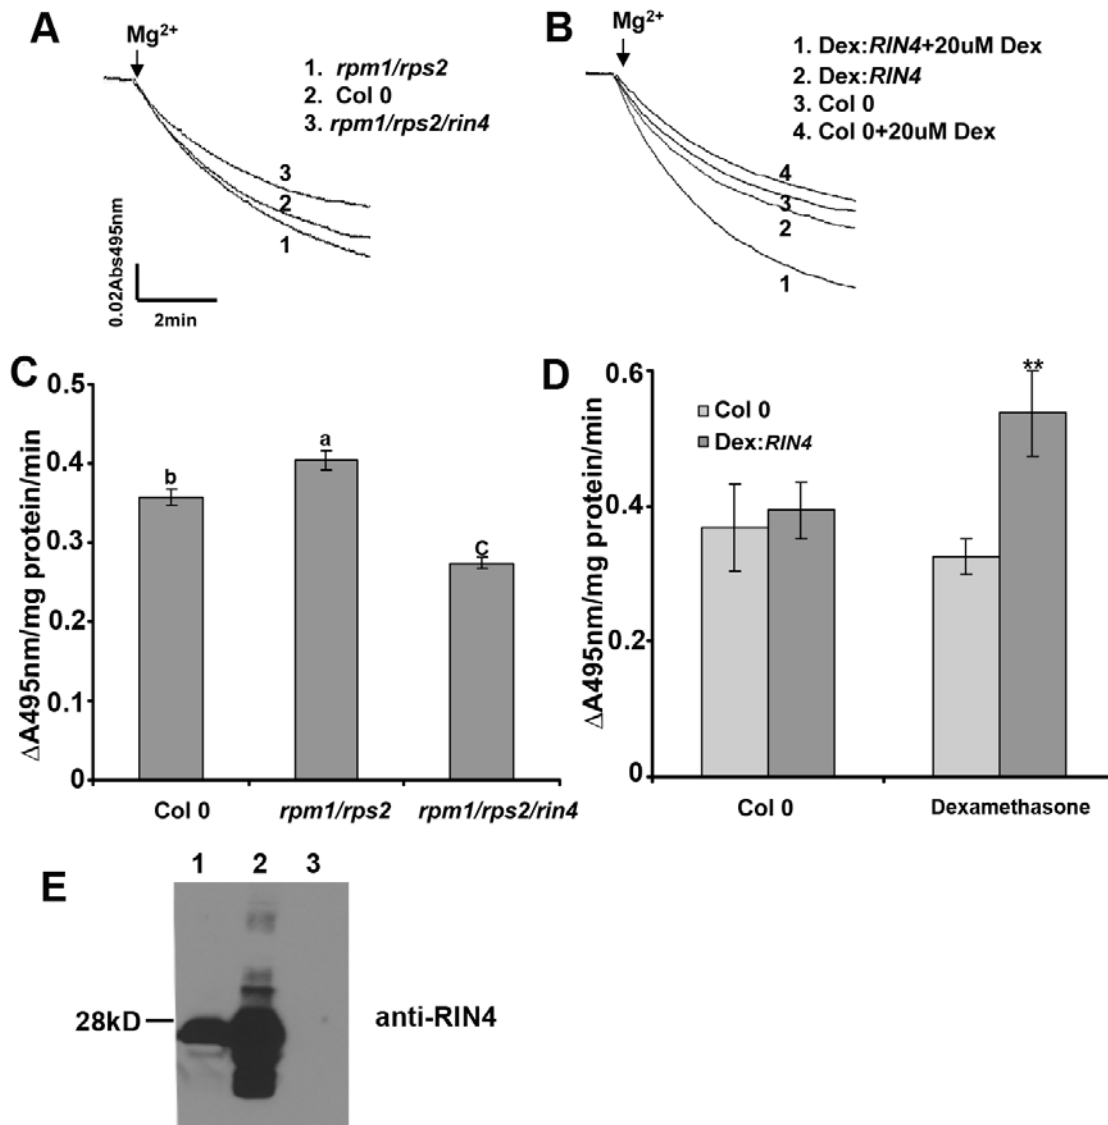 A
Mg2+
1. rpm1/rps2
2. Col 0
3. rpm1/rps2/rin4
3
2
1
0.02Abs495nm
2min
B
Mg2+
1. Dex:RIN4+20uM Dex
2. Dex:RIN4
3. Col 0
4. Col 0+20uM Dex
4
3
2
1
C
ΔA495nm/mg protein/min
0.5
0.4
0.3
0.2
0.1
0
b
a
C
Col 0
rpm1/rps2
rpm1/rps2/rin4
D
ΔA495nm/mg protein/min
0.6
0.4
0.2
0
Col 0
Dex:RIN4
**
Col 0
Dexamethasone
E
1 2 3
28kD
anti-RIN4